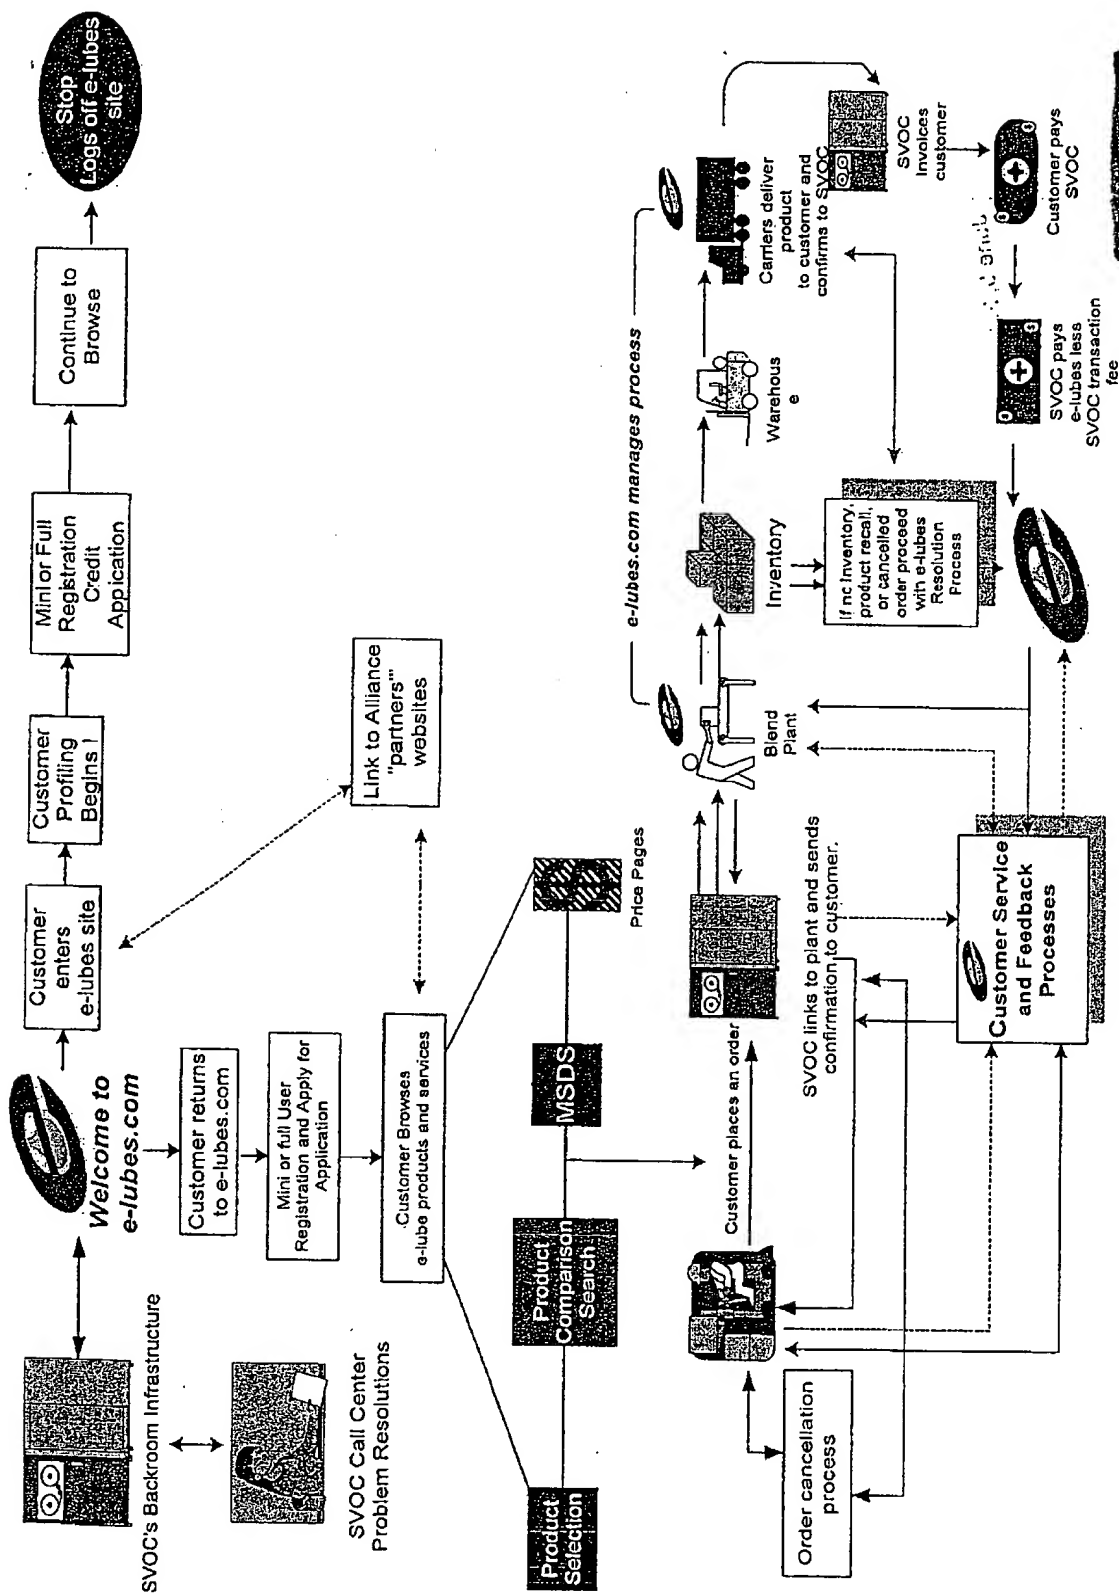 Welcome to
e-lubes.com
Customer
enters
e-lubes site
Customer
Profiling
Begins !
Mini or Full
Registration
Credit
Application
Continue to
Browse
Stop
Logs off e-lubes
site
SVOC's Backroom Infrastructure
SVOC Call Center
Problem Resolutions
Customer returns
to e-lubes.com
Mini or full User
Registration and Apply for
Application
Customer Browses
e-lube products and services
Link to Alliance
"partners'"
websites
Product
Selection
Product
Comparison
Search
MSDS
Price Pages
Customer places an order
Order cancellation
process
SVOC links to plant and sends
confirmation to customer.
Customer Service
and Feedback
Processes
e-lubes.com manages process
Blend
Plant
Inventory
Warehous
e
Carriers deliver
product
to customer and
confirms to SVOC
If no Inventory,
product recall,
or cancelled
order proceed
with e-lubes
Resolution
Process
SVOC
Invoices
customer
Customer pays
SVOC
SVOC pays
e-lubes less
SVOC transaction
fee